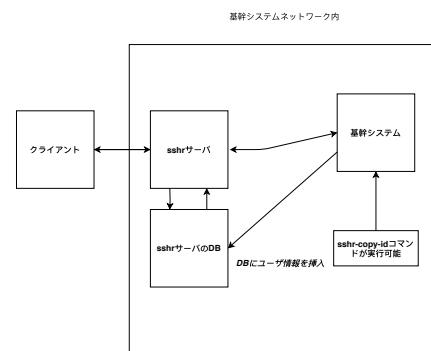 基幹システムネットワーク内
基幹システム
クライアント
sshrサーバ
sshrサーバのDB
sshr-copy-idコマン
ドが実行可能
DBにユーザ情報を挿入